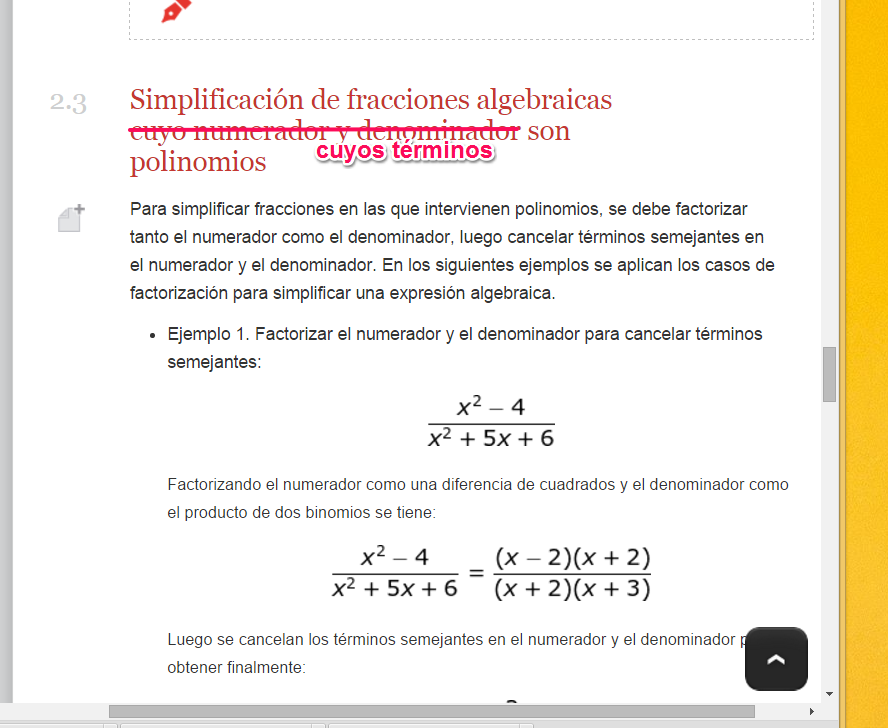 2.3
Simplificación de fracciones algebraicas
cuyo numerador y denominador son
cuyos términos
polinomios
Para simplificar fracciones en las que intervienen polinomios, se debe factorizar
tanto el numerador como el denominador, luego cancelar términos semejantes en
el numerador y el denominador. En los siguientes ejemplos se aplican los casos de
factorización para simplificar una expresión algebraica.
• Ejemplo 1. Factorizar el numerador y el denominador para cancelar términos
semejantes:
x² – 4
x² + 5x + 6
Factorizando el numerador como una diferencia de cuadrados y el denominador como
el producto de dos binomios se tiene:
x² – 4 = (x – 2)(x + 2)
x² + 5x + 6 (x + 2)(x + 3)
Luego se cancelan los términos semejantes en el numerador y el denominador
obtener finalmente: